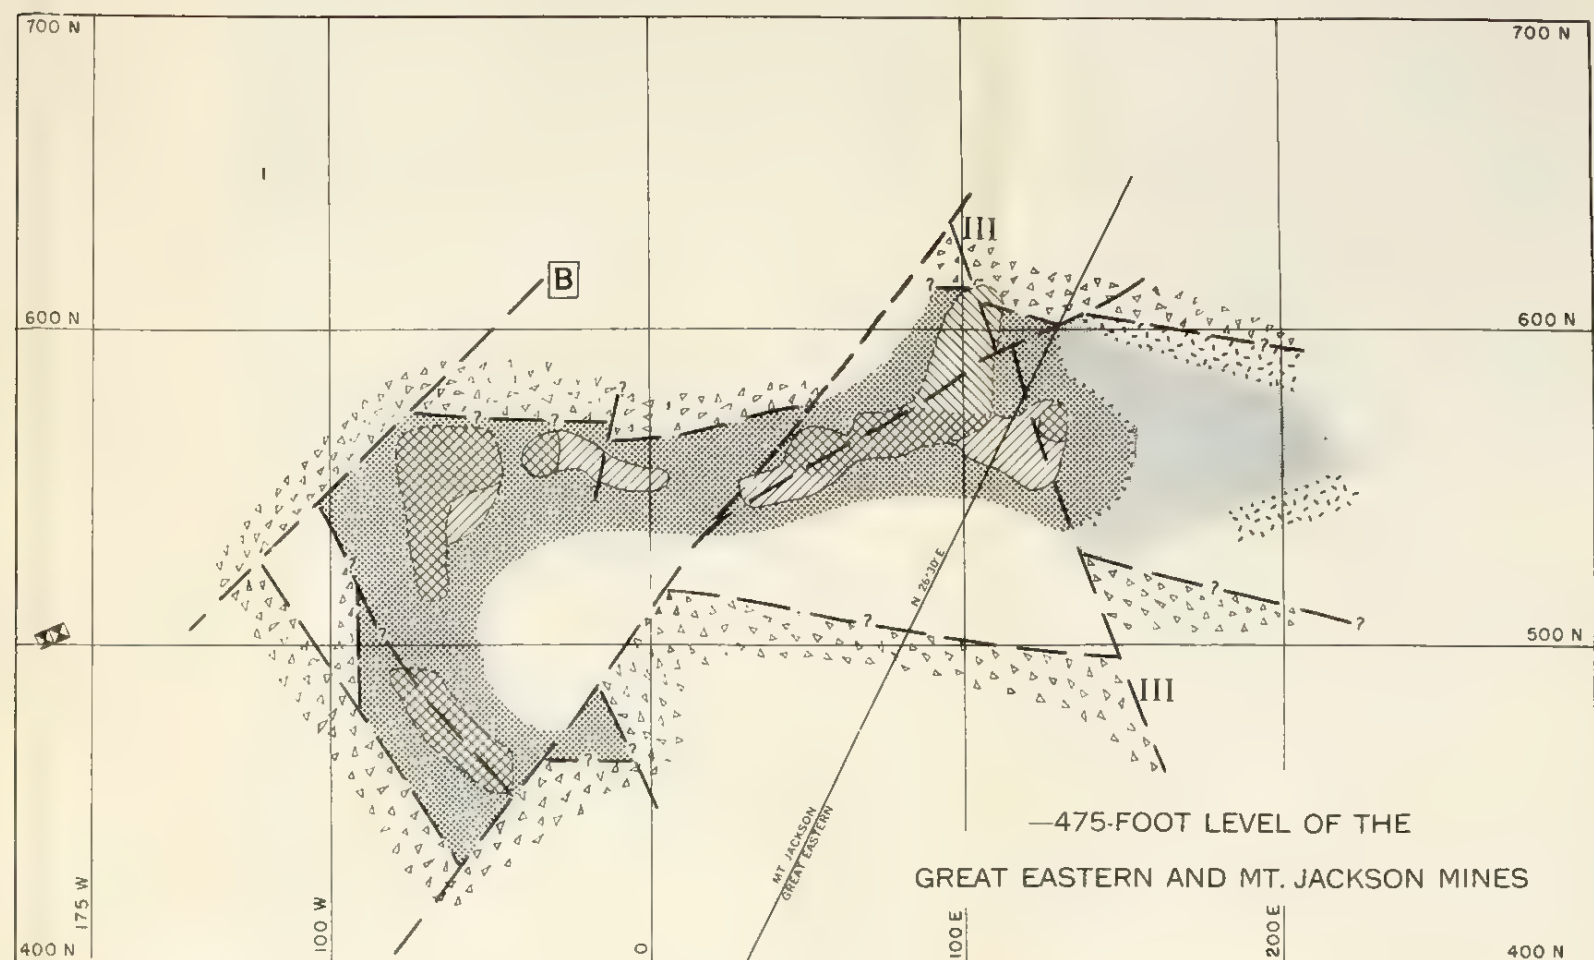 700 N
700 N
III
B
?
600 N
600 N
?
?
?
?
?
?
N 26°30' E
?
?
?
?
500 N
500 N
III
?
?
MT JACKSON
GREAT EASTERN
—475-FOOT LEVEL OF THE
GREAT EASTERN AND MT. JACKSON MINES
175 W
100 W
0
100 E
200 E
400 N
400 N